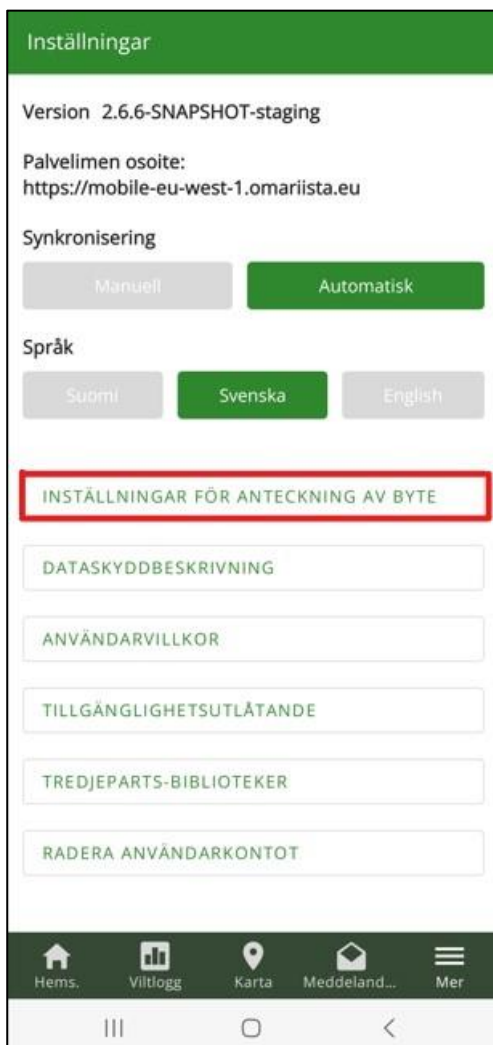 Inställningar
Version 2.6.6-SNAPSHOT-staging
Palvelimen osoite:
https://mobile-eu-west-1.omariista.eu
Synkronisering
Manuell Automatisk
Språk
Suomi Svenska English
INSTÄLLNINGAR FÖR ANTECKNING AV BYTE
DATASKYDDBESKRIVNING
ANVÄNDARVILLKOR
TILLGÄNGLIGHETSUTLÅTANDE
TREDJEPARTS-BIBLIOTEKER
RADERA ANVÄNDARKONTOT
Hems. Viltlogg Karta Meddeland... Mer